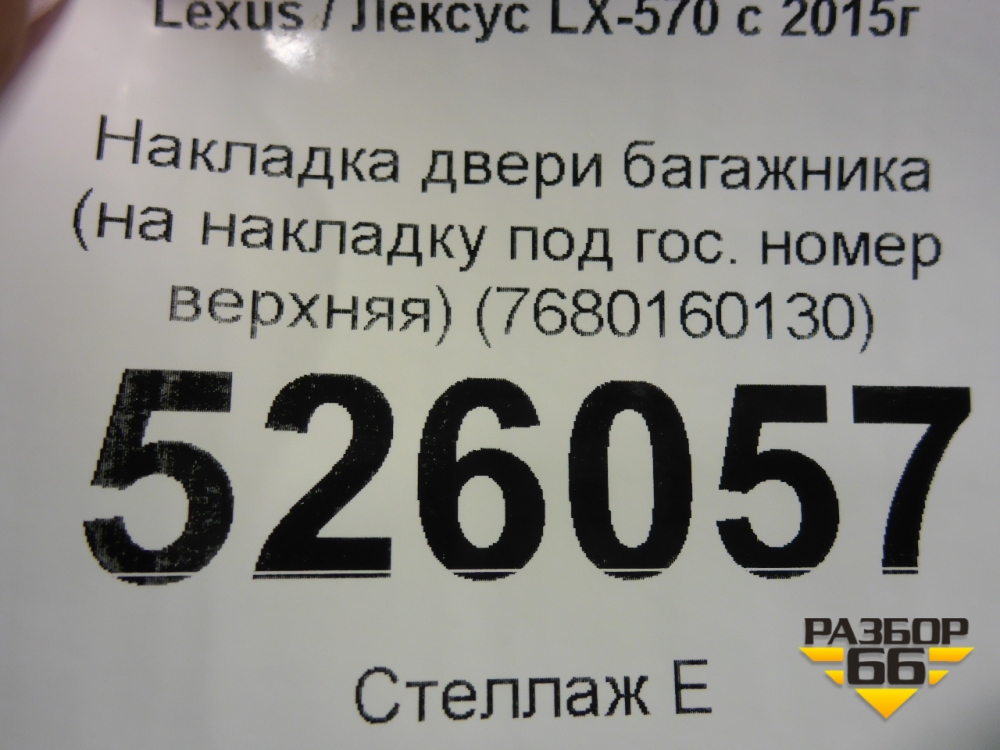 Lexus / Лексус LX-570 с 2015г
Накладка двери багажника
(на накладку под гос. номер
верхняя) (7680160130)
526057
Стеллаж Е
РАЗБОР
66